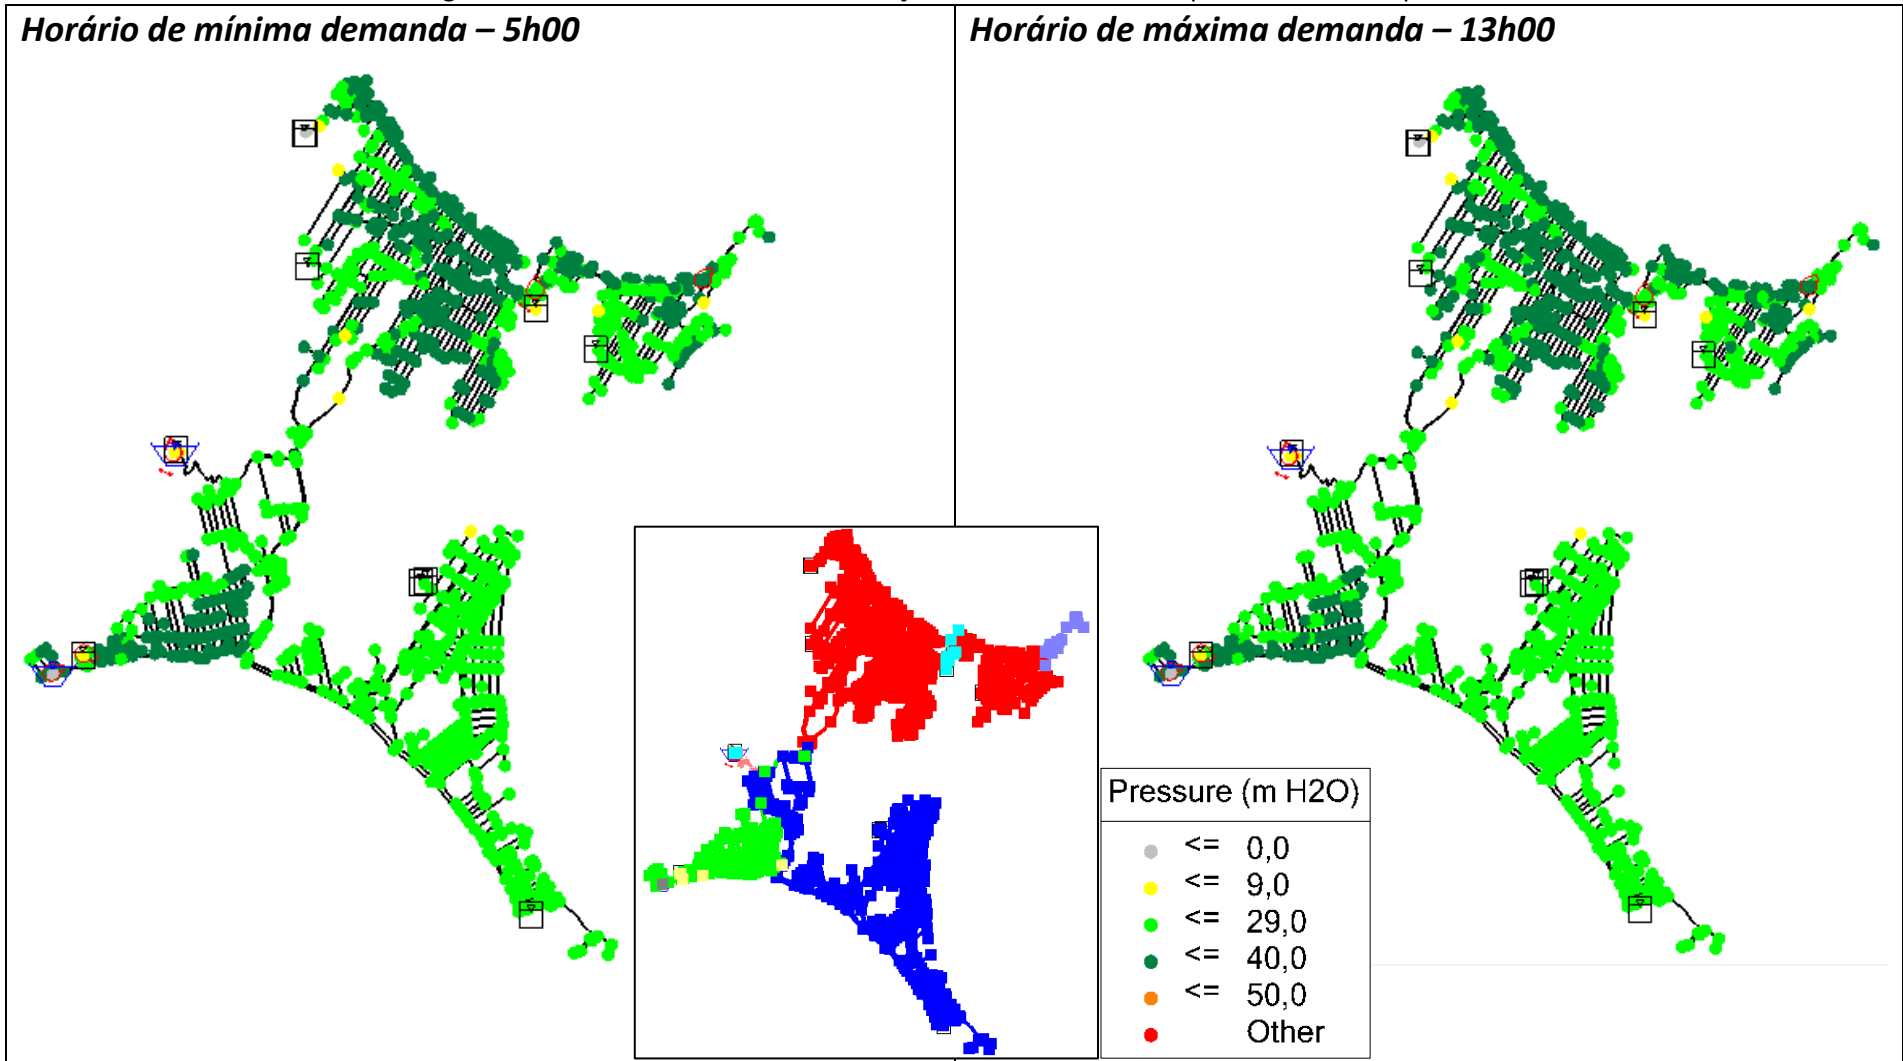 Horário de mínima demanda – 5h00
Horário de máxima demanda – 13h00
Pressure (m H2O)
<= 0,0
<= 9,0
<= 29,0
<= 40,0
<= 50,0
Other